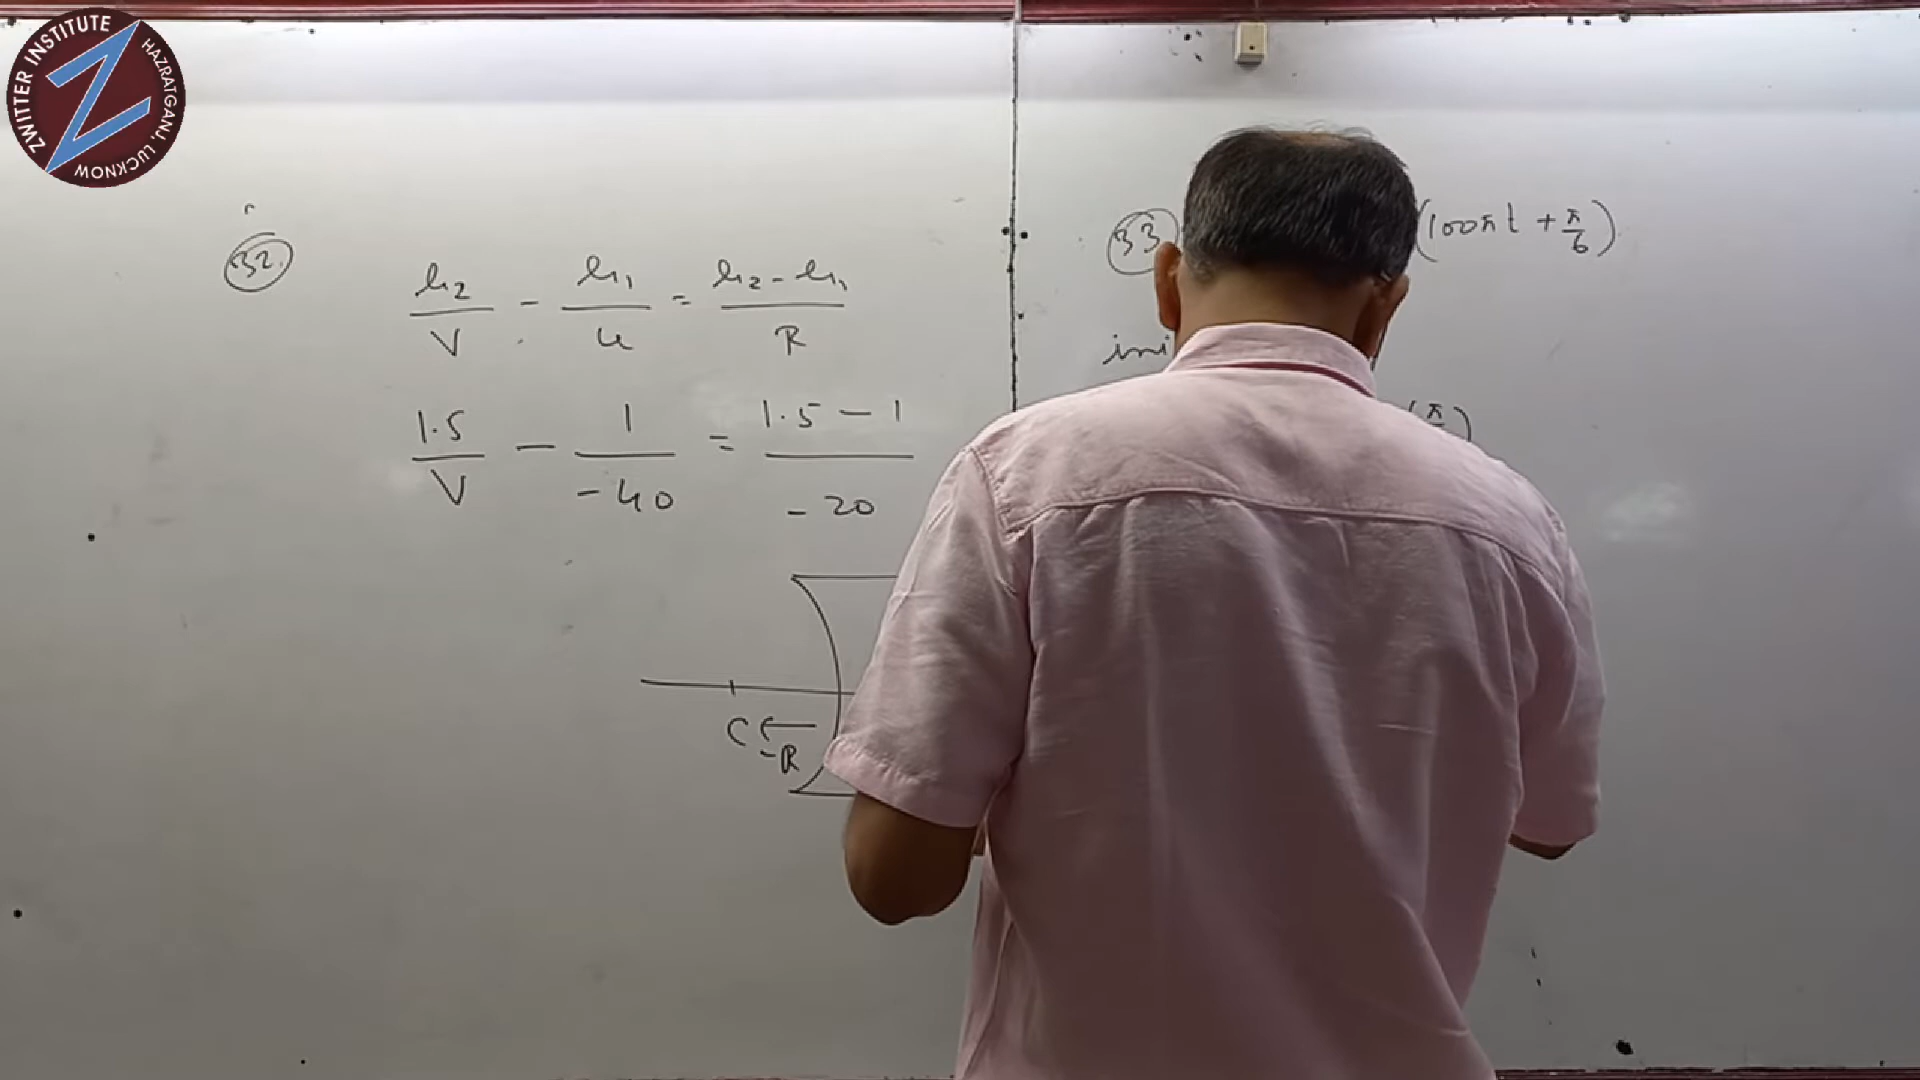 ZWITTER INSTITUTE
HAZRATGANJ, LUCKNOW
Z
32.
μ₂/V - μ₁/u = μ₂-μ₁/R
1.5/V - 1/-40 = 1.5-1/-20
C ←
-R
33
(100πt + π/6)
ini